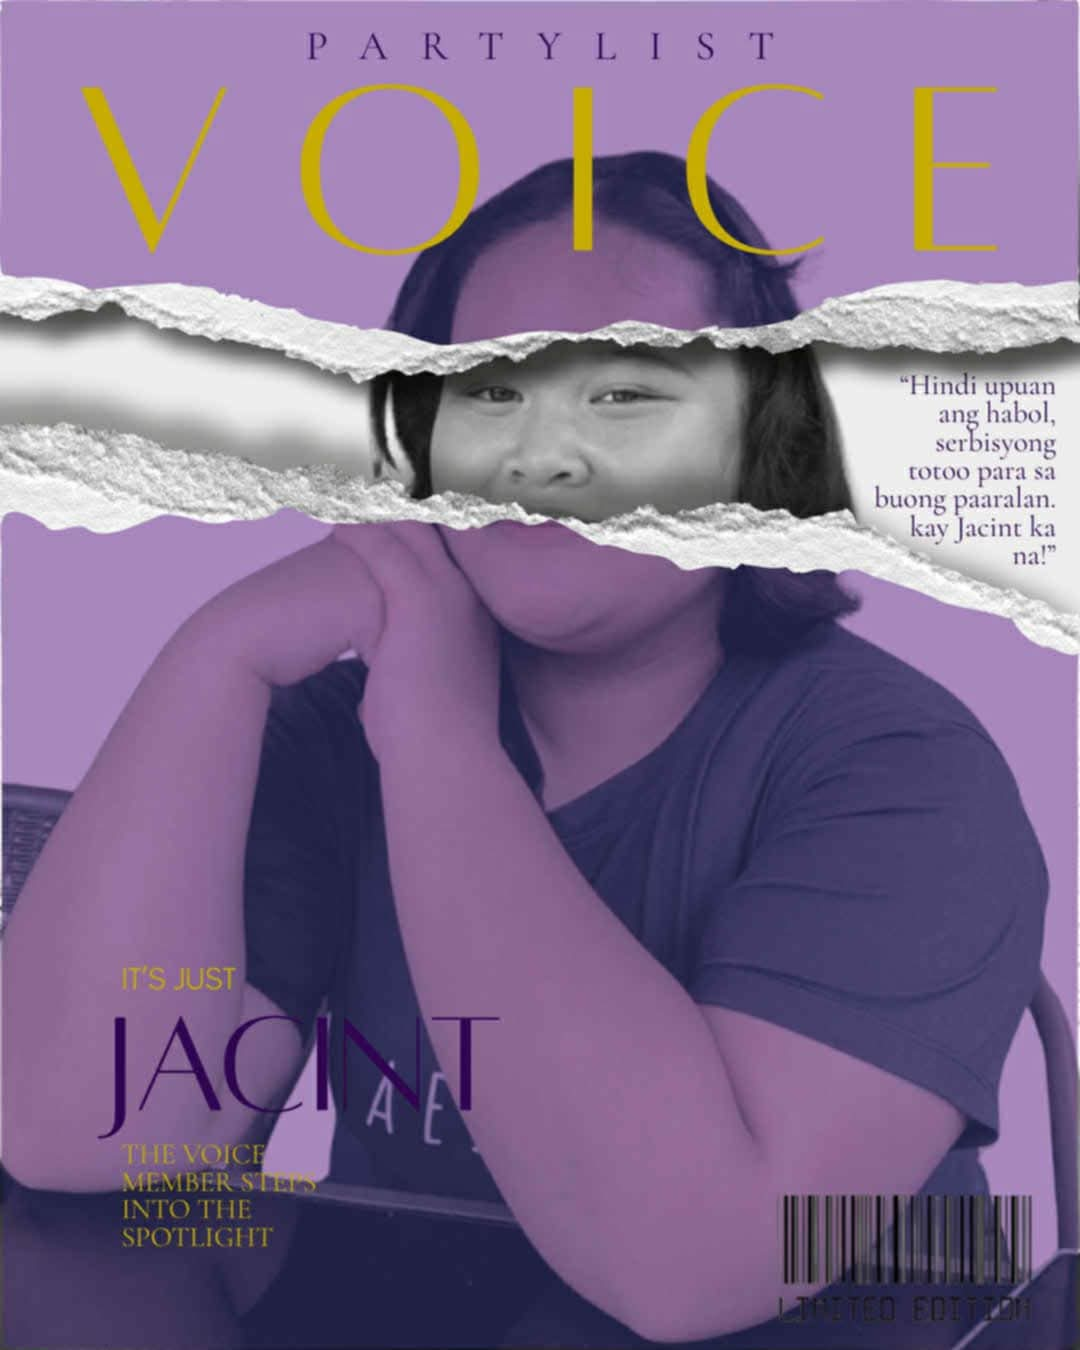 PARTYLIST
VOICE
“Hindi upuan
ang habol,
serbisyong
totoo para sa
buong paaralan.
kay Jacint ka
na!”
IT'S JUST
JACINT
AE
THE VOICE
MEMBER STEPS
INTO THE
SPOTLIGHT
LIMITED EDITION